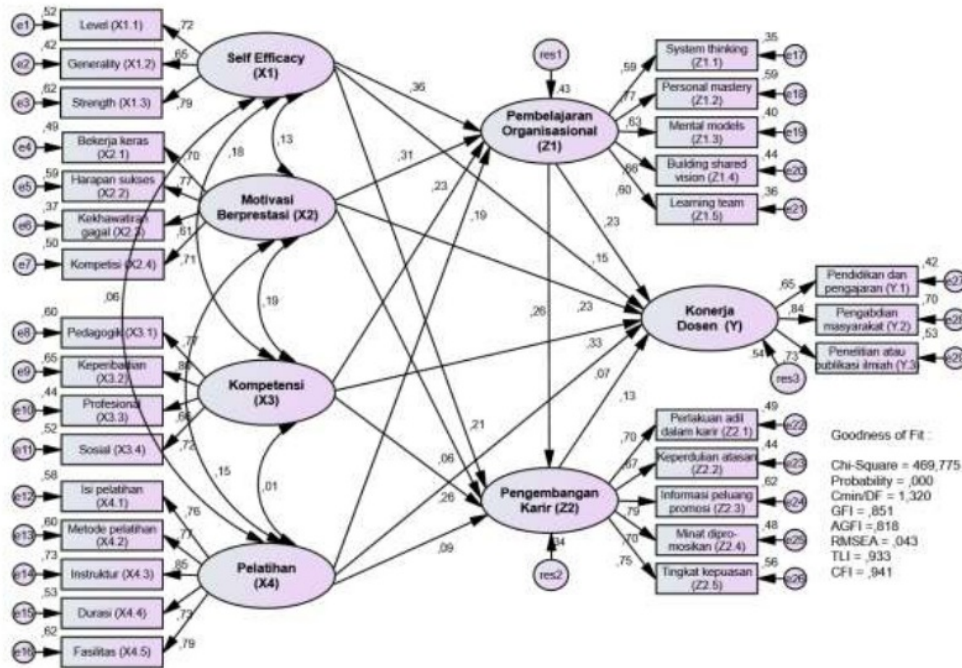 e1
,52
Level (X1.1)
,72
e2
,42
Generality (X1.2)
,65
e3
,62
Strength (X1.3)
,79
Self Efficacy
(X1)
e4
,49
Bekerja keras
(X2.1)
,70
e5
,59
Harapan sukses
(X2.2)
,77
e6
,37
Kekhawatiran
gagal (X2.3)
,61
e7
,50
Kompetisi (X2.4)
,71
Motivasi
Berprestasi (X2)
,18
,13
,06
,19
,15
,01
e8
,60
Pedagogik (X3.1)
,77
e9
,65
Keperibadian
(X3.2)
e10
,44
Profesional
(X3.3)
,66
e11
,52
Sosial (X3.4)
,72
Kompetensi
(X3)
e12
,58
Isi pelatihan
(X4.1)
,76
e13
,60
Metode pelatihan
(X4.2)
,77
e14
,73
Instruktur (X4.3)
,85
e15
,53
Durasi (X4.4)
,73
e16
,62
Fasilitas (X4.5)
,79
Pelatihan
(X4)
,36
,31
,23
,19
,23
,15
,26
,23
,33
,07
,13
,21
,06
,26
,09
res1
,43
Pembelajaran
Organisasional
(Z1)
,59
System thinking
(Z1.1)
,35
e17
,77
Personal mastery
(Z1.2)
,59
e18
,63
Mental models
(Z1.3)
,40
e19
,66
Building shared
vision (Z1.4)
,44
e20
,60
Learning team
(Z1.5)
,36
e21
Konerja
Dosen (Y)
,54
res3
,65
Pendidikan dan
pengajaran (Y.1)
,42
e27
,84
Pengabdian
masyarakat (Y.2)
,70
e28
,73
Penelitian atau
publikasi ilmiah (Y.3)
,53
e29
Pengembangan
Karir (Z2)
,34
res2
,70
Perlakuan adil
dalam karir (Z2.1)
,49
e22
,67
Keperdulian atasan
(Z2.2)
,44
e23
,79
Informasi peluang
promosi (Z2.3)
,62
e24
,70
Minat dipro-
mosikan (Z2.4)
,48
e25
,75
Tingkat kepuasan
(Z2.5)
,56
e26
Goodness of Fit :
Chi-Square = 469,775
Probability = ,000
Cmin/DF = 1,320
GFI = ,851
AGFI = ,818
RMSEA = ,043
TLI = ,933
CFI = ,941